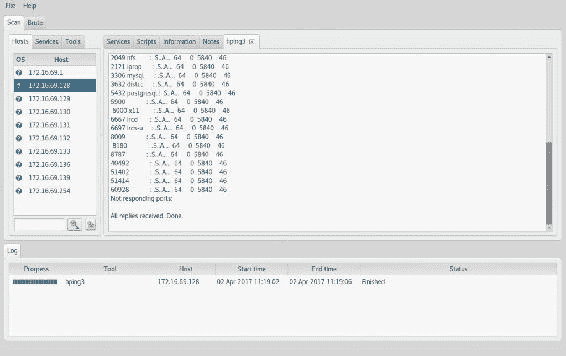 File Help
Scan Brute
Hosts Services Tools
Services Scripts Information Notes hping3
OS Host
172.16.69.1
172.16.69.128
172.16.69.129
172.16.69.130
172.16.69.131
172.16.69.132
172.16.69.133
172.16.69.136
172.16.69.139
172.16.69.254
2049 nfs : .S..A... 64 0 5840 46
2121 iprop : .S..A... 64 0 5840 46
3306 mysql : .S..A... 64 0 5840 46
3632 distcc : .S..A... 64 0 5840 46
5432 postgresql: .S..A... 64 0 5840 46
5900 : .S..A... 64 0 5840 46
6000 x11 : .S..A... 64 0 5840 46
6667 ircd : .S..A... 64 0 5840 46
6697 ircs-u : .S..A... 64 0 5840 46
8009 : .S..A... 64 0 5840 46
8180 : .S..A... 64 0 5840 46
8787 : .S..A... 64 0 5840 46
: .S..A... 64 0 5840 46
51402 : .S..A... 64 0 5840 46
51414 : .S..A... 64 0 5840 46
60928 : .S..A... 64 0 5840 46
Not responding ports:
All replies received. Done.
Log
Progress Tool Host Start time End time Status
hping3 172.16.69.128 02 Apr 2017 11:19:02 02 Apr 2017 11:19:06 Finished